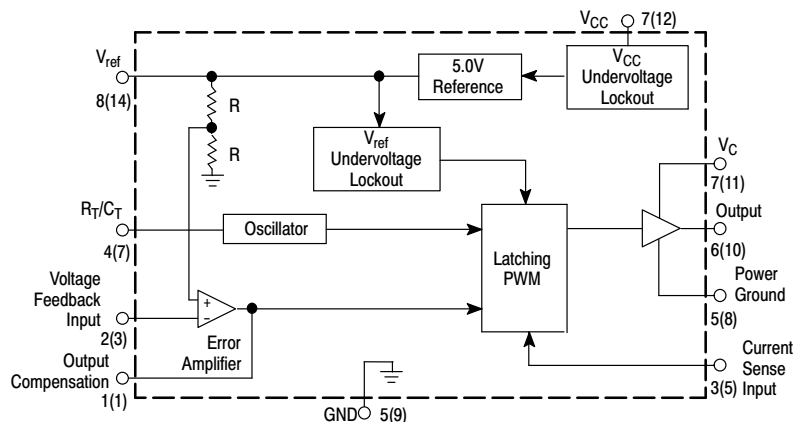 V_CC 7(12)
V_ref
8(14)
R
R
5.0V
Reference
V_CC
Undervoltage
Lockout
V_ref
Undervoltage
Lockout
V_C
7(11)
R_T/C_T
4(7)
Oscillator
Latching
PWM
Output
6(10)
Voltage
Feedback
Input
2(3)
+
−
Error
Amplifier
Power
Ground
5(8)
Output
Compensation
1(1)
Current
Sense
Input
3(5)
GND 5(9)